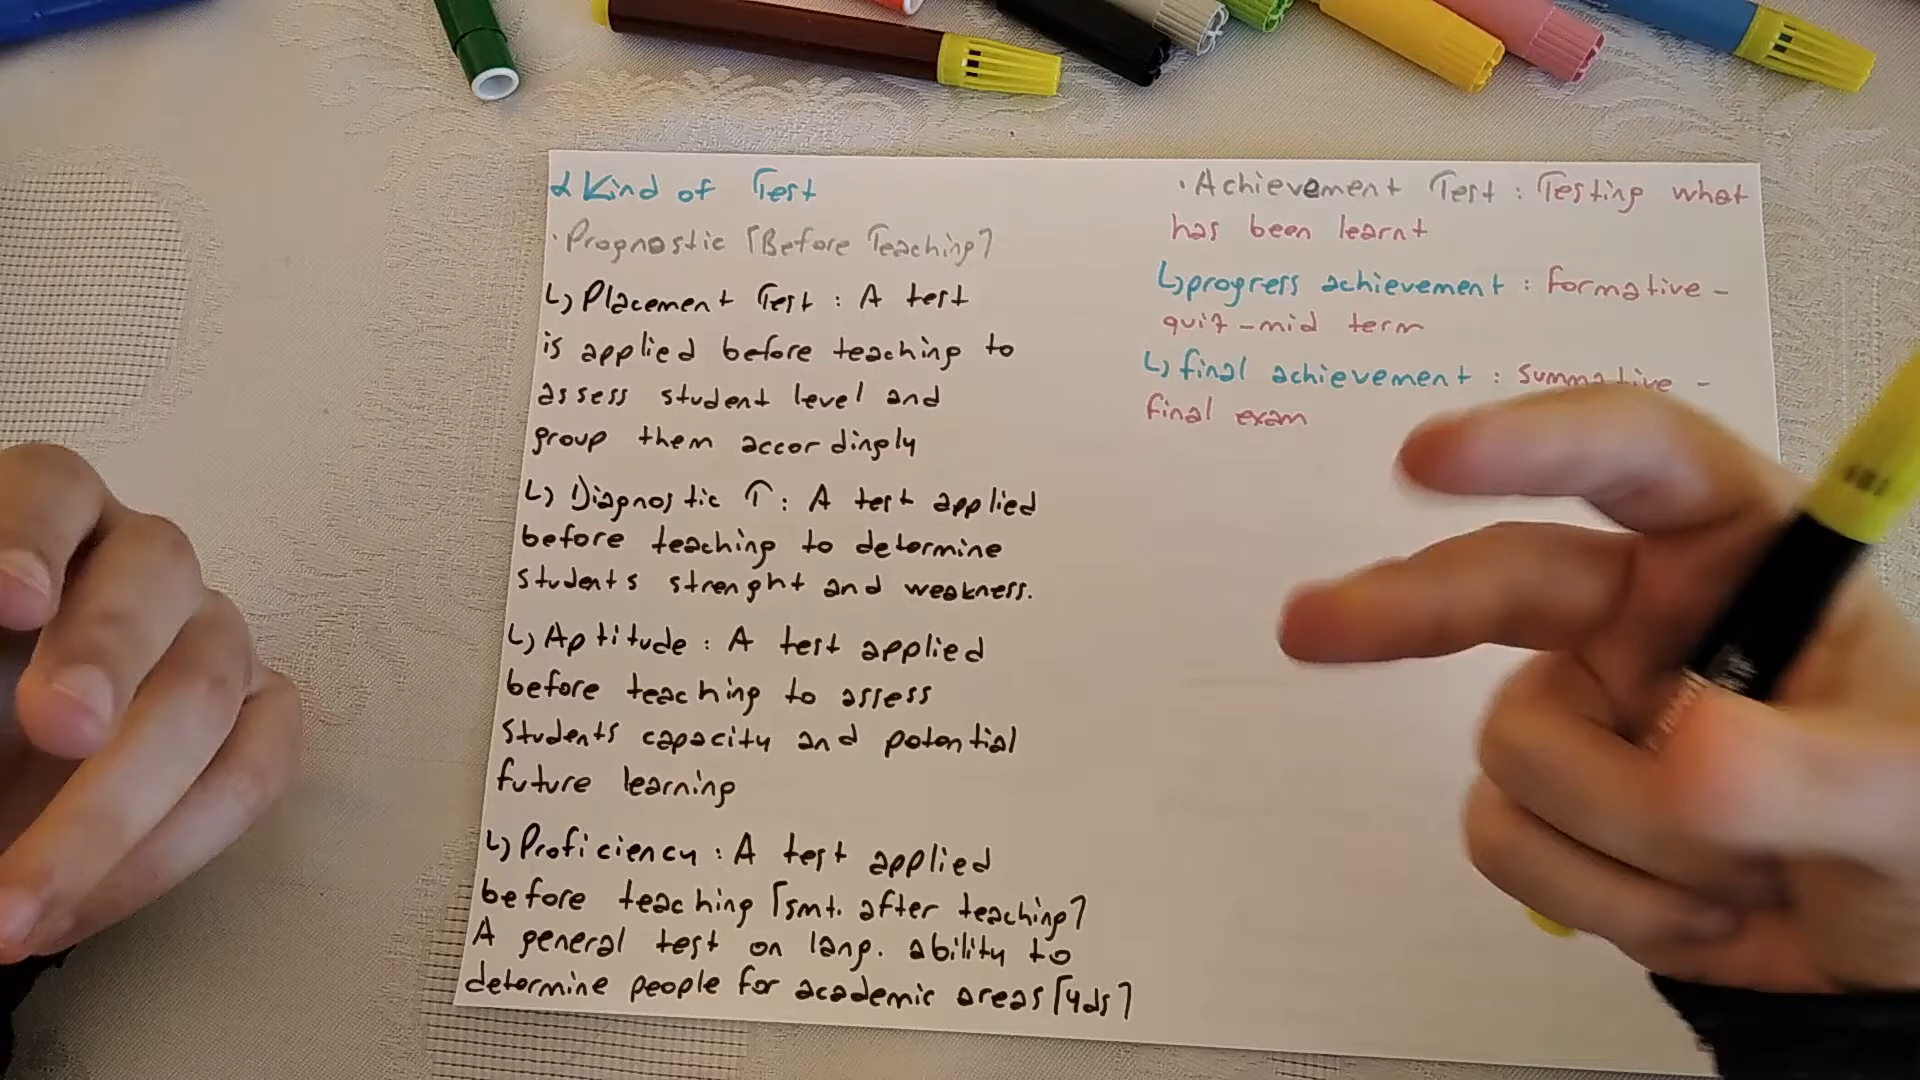 2 Kind of Test
· Prognostic [Before Teaching]
↳ Placement Test : A test
is applied before teaching to
assess student level and
group them accordingly
↳ Diagnostic T : A test applied
before teaching to determine
students strenght and weakness.
↳ Aptitude : A test applied
before teaching to assess
students capacity and potential
future learning
↳ Proficiency : A test applied
before teaching [smt. after teaching]
A general test on lang. ability to
determine people for academic areas [yds]
· Achievement Test : Testing what
has been learnt
↳ progress achievement : formative -
quiz - mid term
↳ final achievement : summative -
final exam